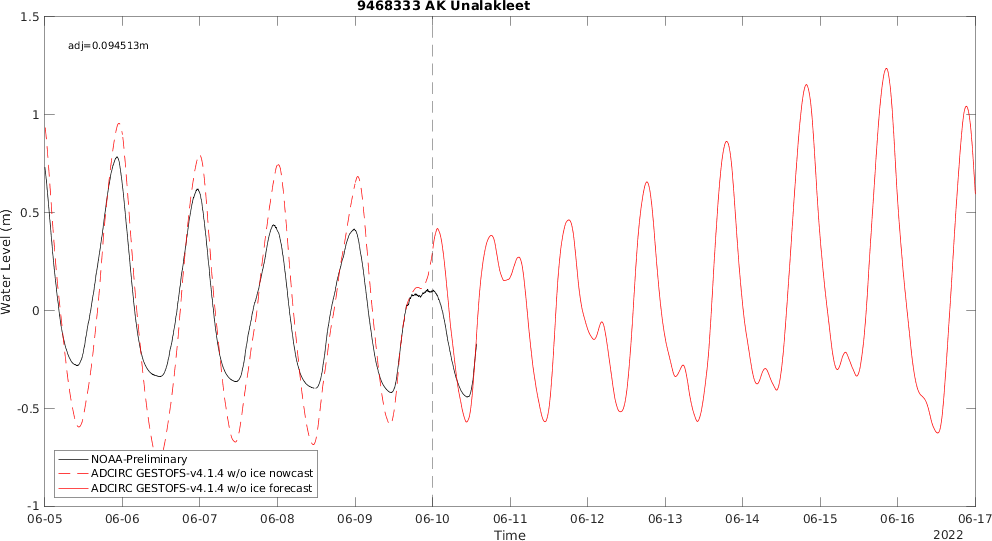 9468333 AK Unalakleet
adj=0.094513m
1.5
1
0.5
0
-0.5
-1
Water Level (m)
NOAA-Preliminary
ADCIRC GESTOFS-v4.1.4 w/o ice nowcast
ADCIRC GESTOFS-v4.1.4 w/o ice forecast
06-05 06-06 06-07 06-08 06-09 06-10 06-11 06-12 06-13 06-14 06-15 06-16 06-17
Time
2022